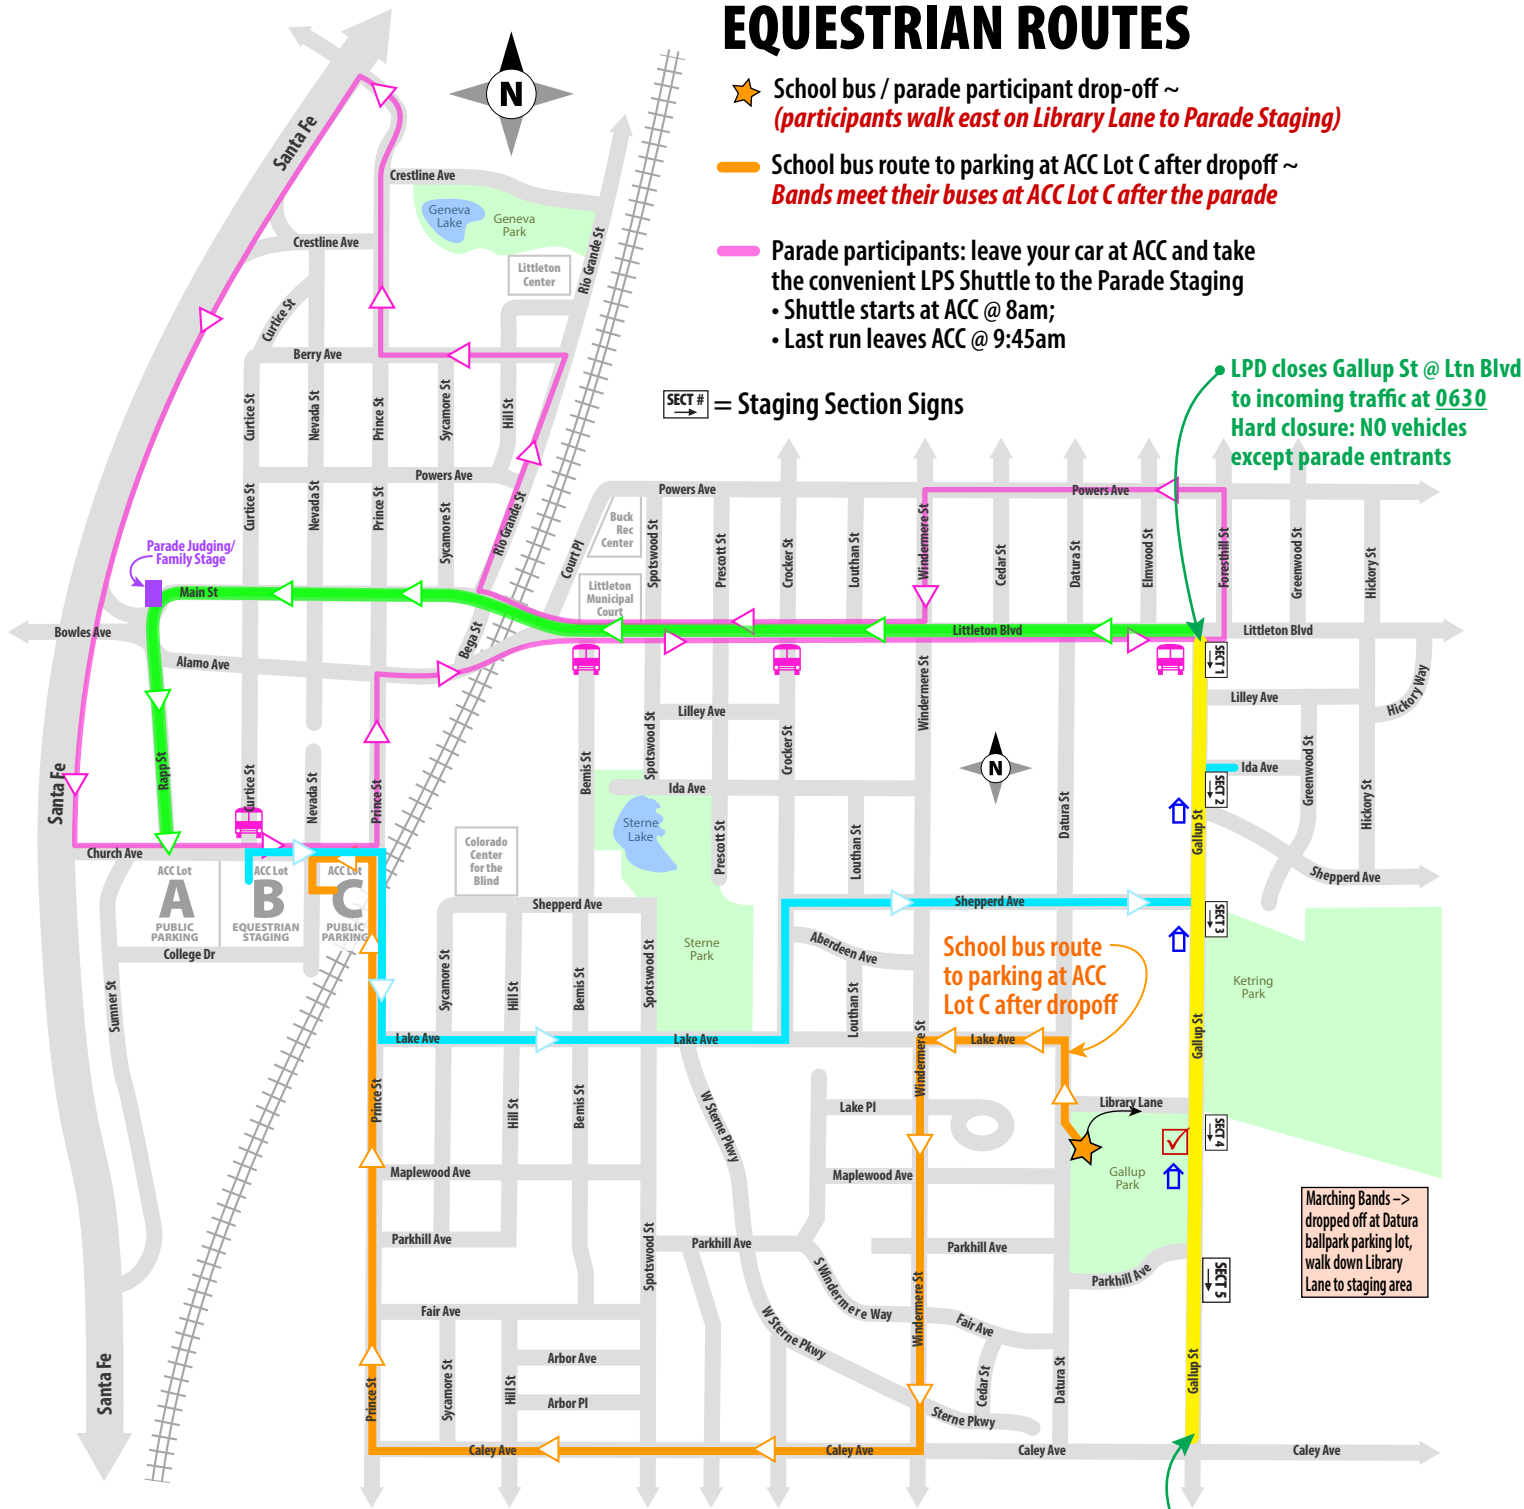 EQUESTRIAN ROUTES
School bus / parade participant drop-off ~
(participants walk east on Library Lane to Parade Staging)
School bus route to parking at ACC Lot C after dropoff ~
Bands meet their buses at ACC Lot C after the parade
Parade participants: leave your car at ACC and take
the convenient LPS Shuttle to the Parade Staging
• Shuttle starts at ACC @ 8am;
• Last run leaves ACC @ 9:45am
SECT # = Staging Section Signs
LPD closes Gallup St @ Ltn Blvd
to incoming traffic at 0630
Hard closure: NO vehicles
except parade entrants
N
Santa Fe
Crestline Ave
Geneva
Lake
Geneva
Park
Rio Grande St
Crestline Ave
Littleton
Center
Curtice St
Berry Ave
Curtice St
Nevada St
Prince St
Sycamore St
Hill St
Powers Ave
Curtice St
Nevada St
Prince St
Sycamore St
Rio Grande St
Court Pl
Powers Ave
Powers Ave
Buck
Rec
Center
Spotswood St
Prescott St
Crocker St
Louthan St
Windermere St
Cedar St
Datura St
Elmwood St
Foresthill St
Greenwood St
Hickory St
Parade Judging/
Family Stage
Littleton
Municipal
Court
Main St
Bowles Ave
Bega St
Littleton Blvd
Littleton Blvd
Alamo Ave
SECT 1
Lilley Ave
Lilley Ave
Hickory Way
Windermere St
Spotswood St
Crocker St
Bemis St
Santa Fe
Rapp St
Curtice St
Nevada St
Prince St
Ida Ave
N
Ida Ave
SECT 2
Greenwood St
Hickory St
Sterne
Lake
Prescott St
Louthan St
Datura St
Gallup St
Church Ave
Colorado
Center
for the
Blind
ACC Lot
A
PUBLIC
PARKING
ACC Lot
B
EQUESTRIAN
STAGING
ACC Lot
C
PUBLIC
PARKING
Shepperd Ave
Shepperd Ave
Shepperd Ave
SECT 3
College Dr
Sterne
Park
Aberdeen Ave
School bus route
to parking at ACC
Lot C after dropoff
Ketring
Park
Sumner St
Sycamore St
Hill St
Bemis St
Spotswood St
Louthan St
Gallup St
Lake Ave
Lake Ave
Lake Ave
Windermere St
Prince St
Hill St
Bemis St
W Sterne Pkwy
Lake Pl
Library Lane
SECT 4
Maplewood Ave
Maplewood Ave
Gallup
Park
Marching Bands –>
dropped off at Datura
ballpark parking lot,
walk down Library
Lane to staging area
Parkhill Ave
Spotswood St
Parkhill Ave
Parkhill Ave
Parkhill Ave
SECT 5
S Windermere Way
Windermere St
Fair Ave
W Sterne Pkwy
Fair Ave
Santa Fe
Prince St
Sycamore St
Hill St
Arbor Ave
Arbor Pl
Cedar St
Datura St
Gallup St
Sterne Pkwy
Caley Ave
Caley Ave
Caley Ave
Caley Ave